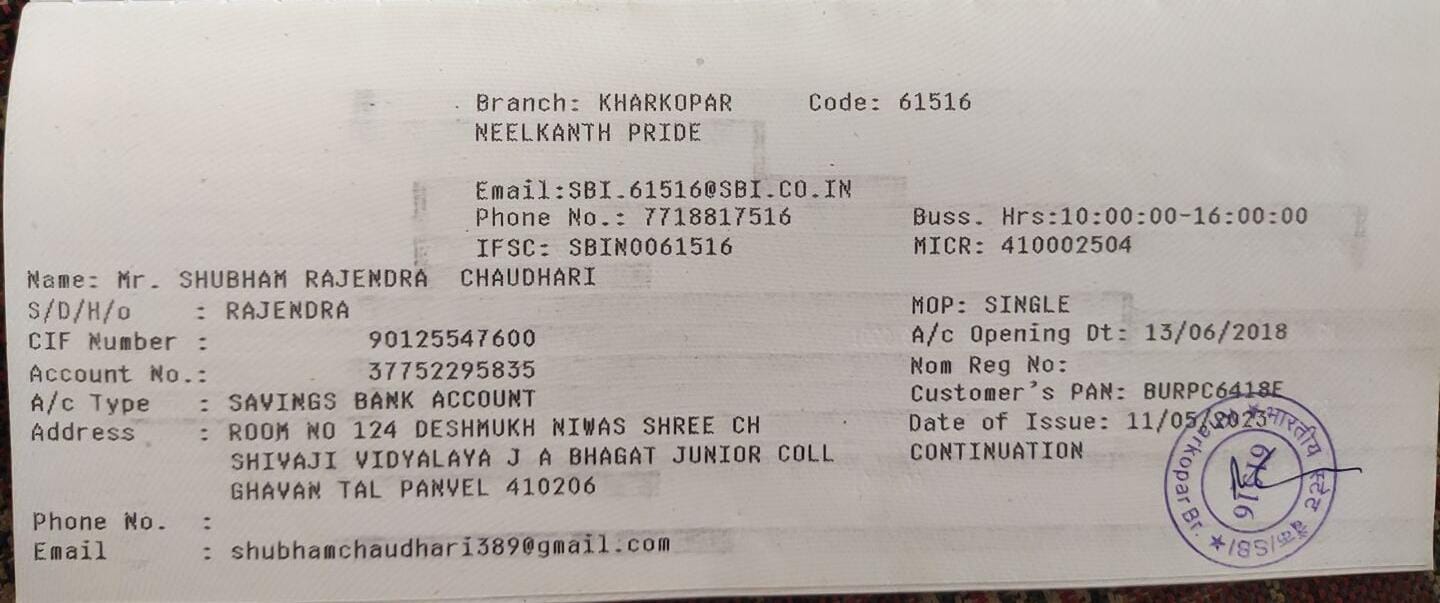 Branch: KHARKOPAR Code: 61516
NEELKANTH PRIDE
Email:SBI.61516@SBI.CO.IN
Phone No.: 7718817516 Buss. Hrs:10:00:00-16:00:00
IFSC: SBIN0061516 MICR: 410002504
Name: Mr. SHUBHAM RAJENDRA CHAUDHARI
S/D/H/o : RAJENDRA MOP: SINGLE
CIF Number : 90125547600 A/c Opening Dt: 13/06/2018
Account No.: 37752295835 Nom Reg No:
A/c Type : SAVINGS BANK ACCOUNT Customer's PAN: BURPC6418E
Address : ROOM NO 124 DESHMUKH NIWAS SHREE CH Date of Issue: 11/05/2023
SHIVAJI VIDYALAYA J A BHAGAT JUNIOR COLL CONTINUATION
GHAVAN TAL PANVEL 410206
Phone No. :
Email : shubhamchaudhari389@gmail.com
भारतीय स्टेट बैंक/SBI ★ Kharkopar Br. ★
61516